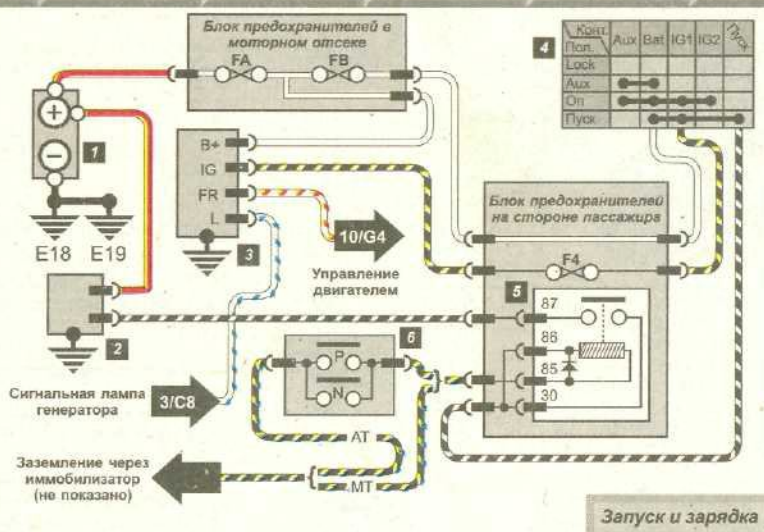 Блок предохранителей в
моторном отсеке
FA
FB
4
Конт.
Пол.
Aux Bat IG1 IG2 Пуск
Lock
Aux
On
Пуск
1
B+
IG
FR
L
3
E18 E19
10/G4
Управление
двигателем
Блок предохранителей
на стороне пассажира
F4
5
87
86
85
30
2
6
P
N
Сигнальная лампа
генератора
3/C8
AT
MT
Заземление через
иммобилизатор
(не показано)
Запуск и зарядка